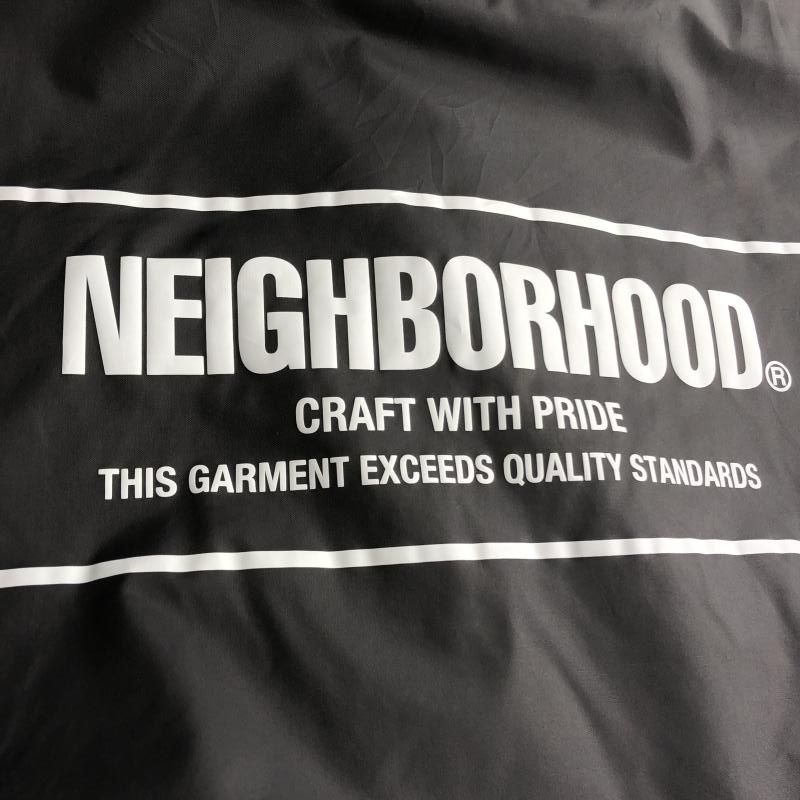 NEIGHBORHOOD®
CRAFT WITH PRIDE
THIS GARMENT EXCEEDS QUALITY STANDARDS